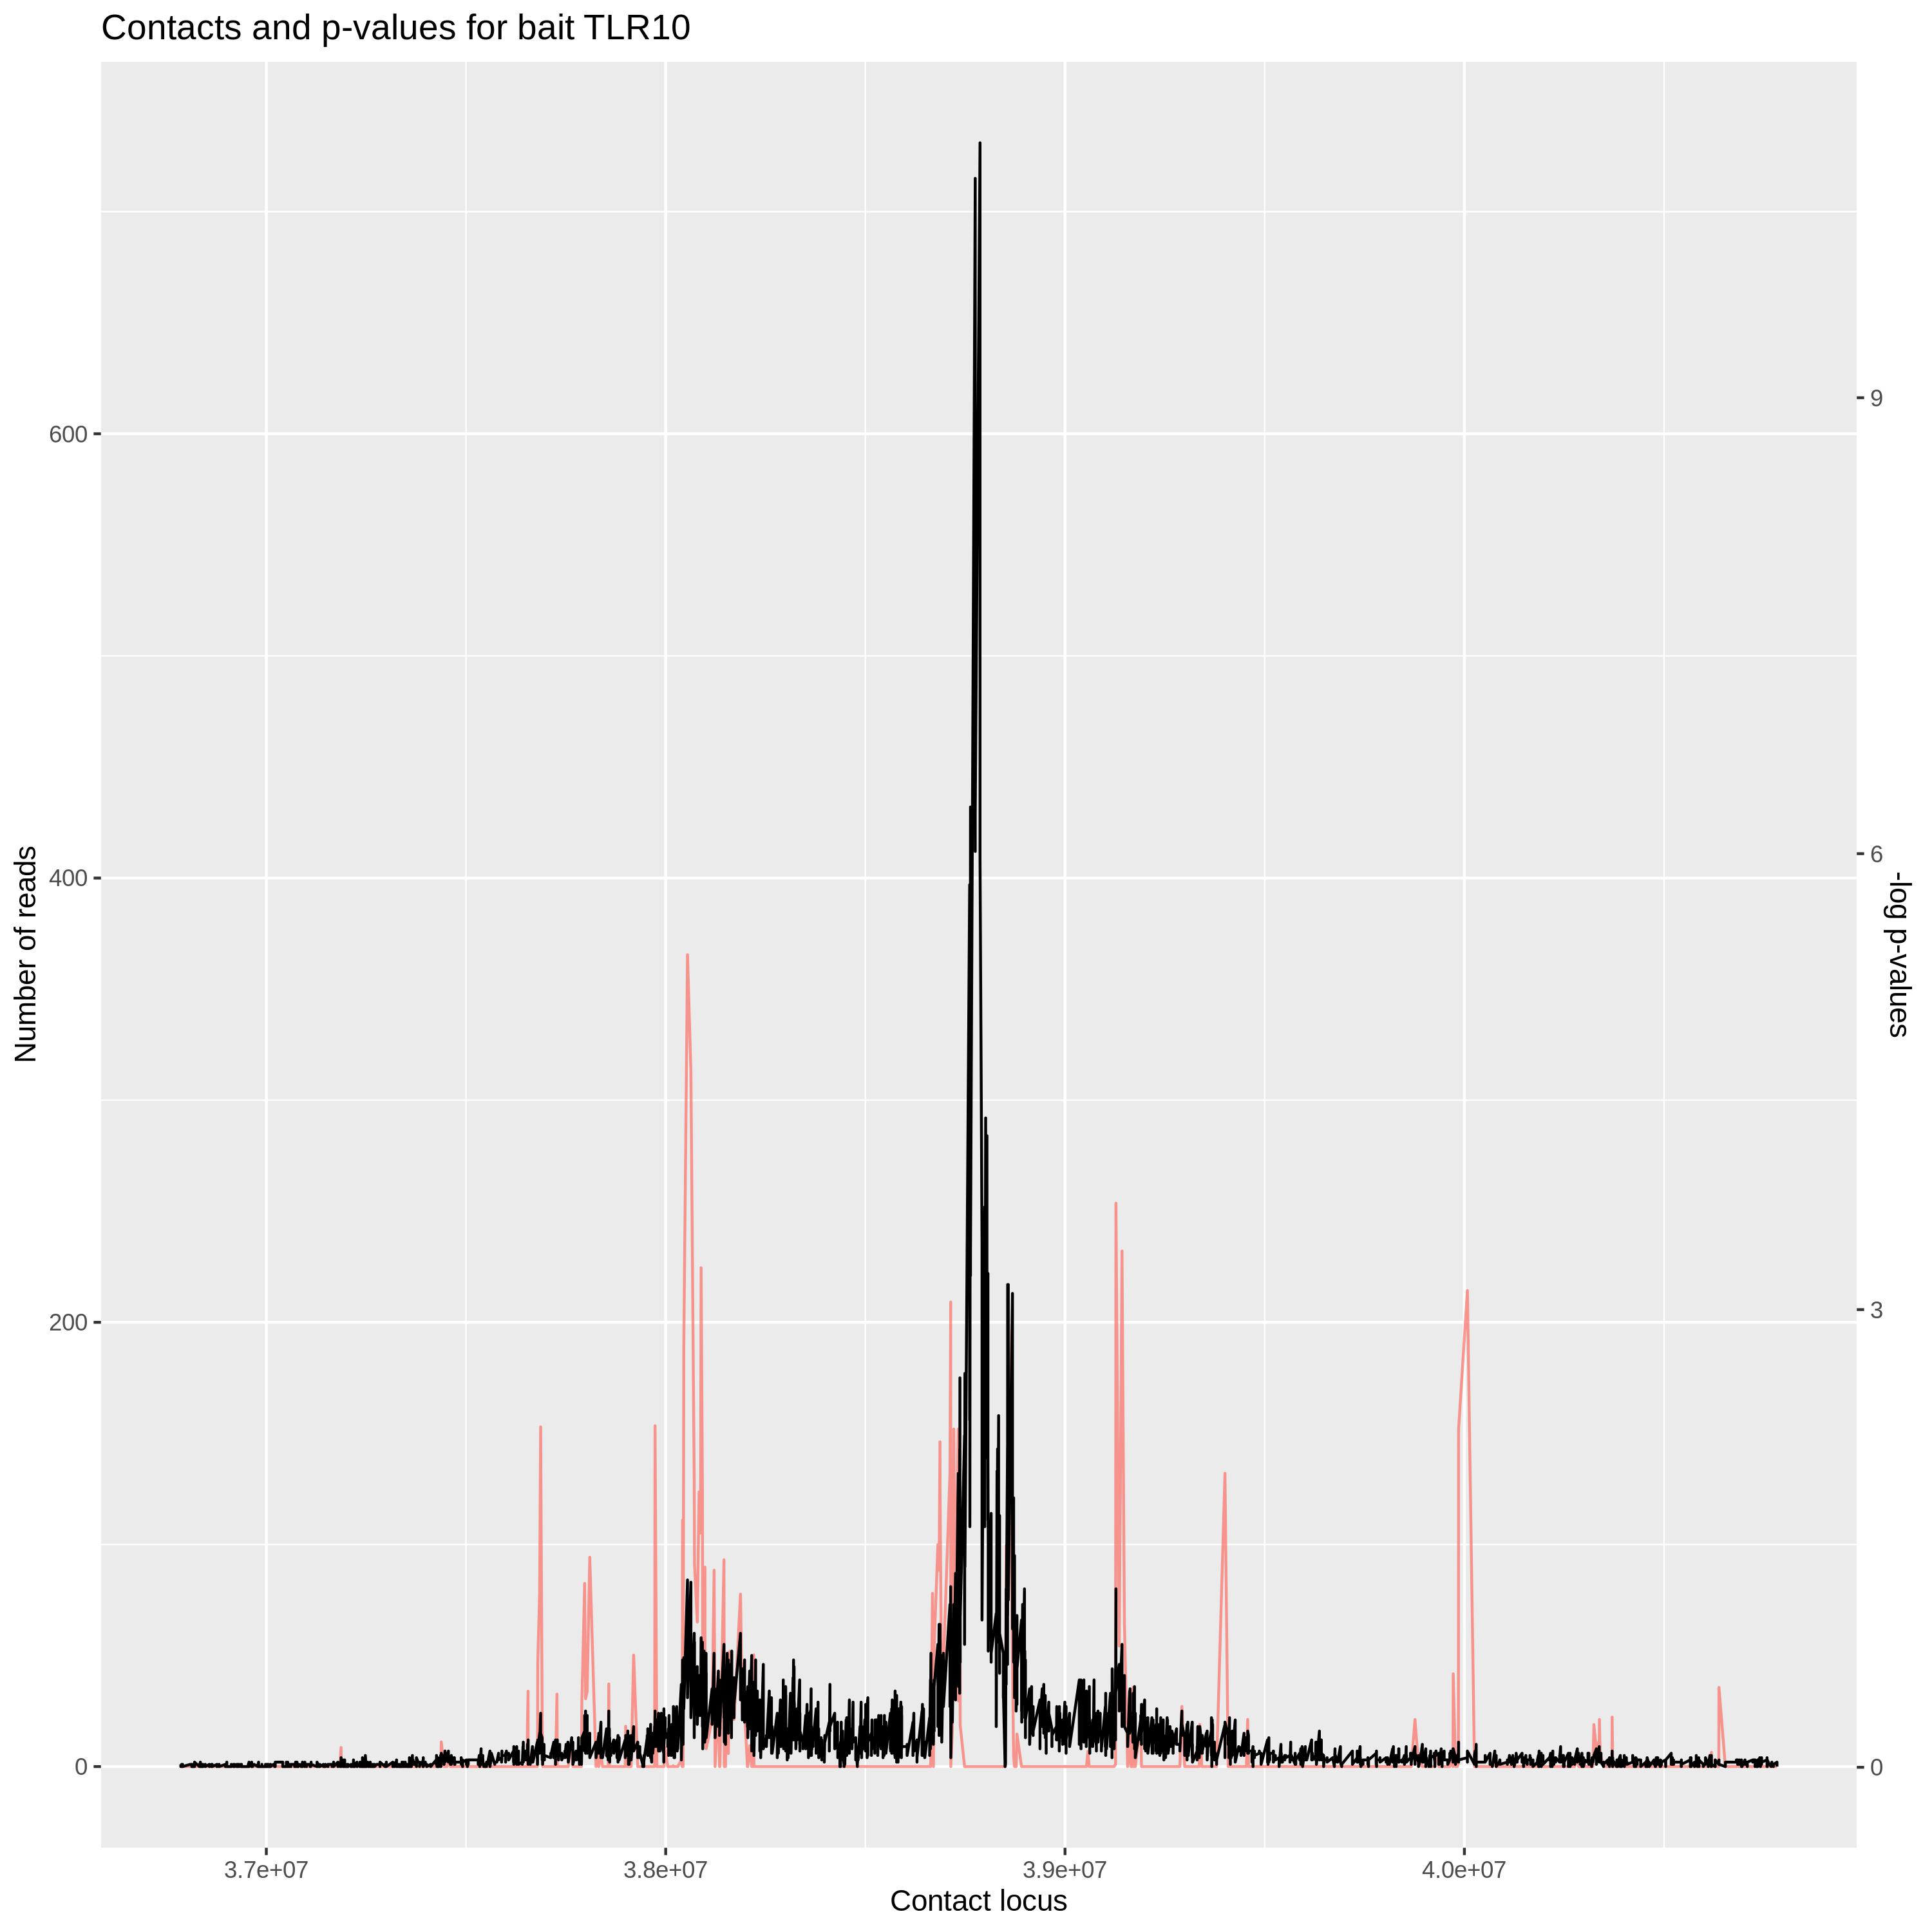 Contacts and p-values for bait TLR10
600
400
200
0
Number of reads
9
6
3
0
-log p-values
3.7e+07
3.8e+07
3.9e+07
4.0e+07
Contact locus